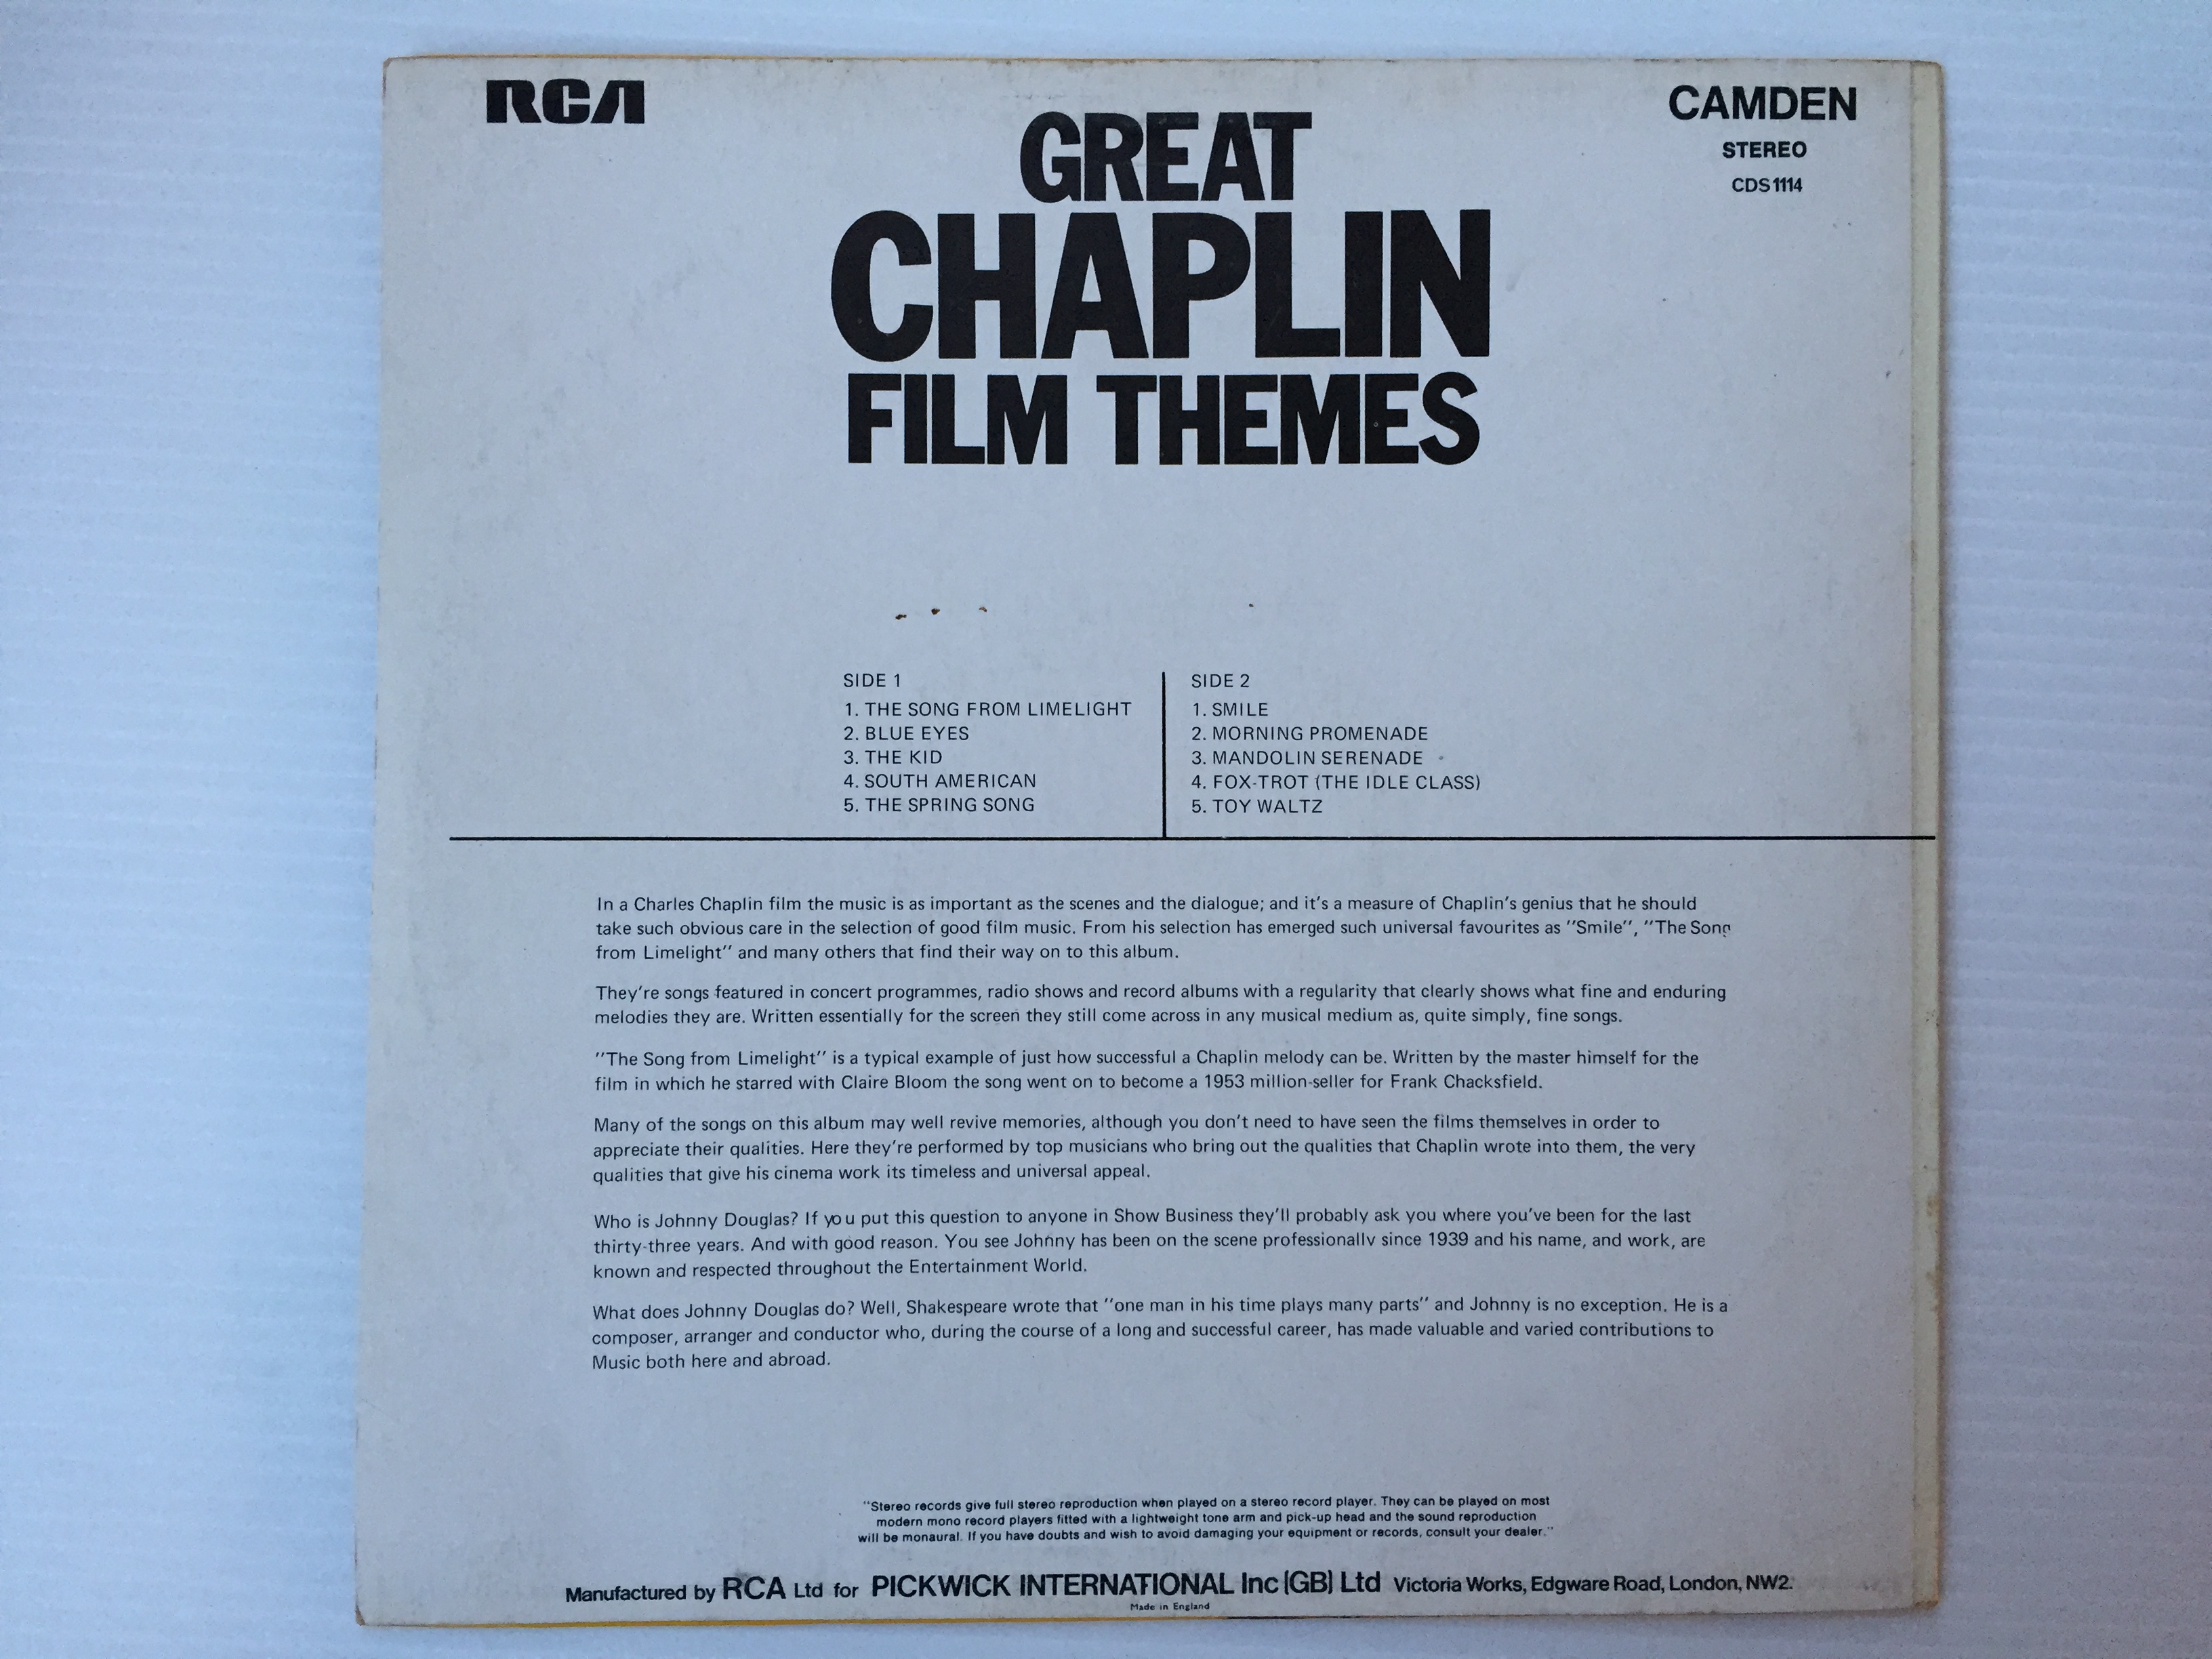 RCA
CAMDEN
STEREO
CDS1114
GREAT
CHAPLIN
FILM THEMES
SIDE 1
1. THE SONG FROM LIMELIGHT
2. BLUE EYES
3. THE KID
4. SOUTH AMERICAN
5. THE SPRING SONG
SIDE 2
1. SMILE
2. MORNING PROMENADE
3. MANDOLIN SERENADE
4. FOX-TROT (THE IDLE CLASS)
5. TOY WALTZ
In a Charles Chaplin film the music is as important as the scenes and the dialogue; and it's a measure of Chaplin's genius that he should
take such obvious care in the selection of good film music. From his selection has emerged such universal favourites as "Smile", "The Song
from Limelight" and many others that find their way on to this album.
They're songs featured in concert programmes, radio shows and record albums with a regularity that clearly shows what fine and enduring
melodies they are. Written essentially for the screen they still come across in any musical medium as, quite simply, fine songs.
"The Song from Limelight" is a typical example of just how successful a Chaplin melody can be. Written by the master himself for the
film in which he starred with Claire Bloom the song went on to become a 1953 million-seller for Frank Chacksfield.
Many of the songs on this album may well revive memories, although you don't need to have seen the films themselves in order to
appreciate their qualities. Here they're performed by top musicians who bring out the qualities that Chaplin wrote into them, the very
qualities that give his cinema work its timeless and universal appeal.
Who is Johnny Douglas? If you put this question to anyone in Show Business they'll probably ask you where you've been for the last
thirty-three years. And with good reason. You see Johnny has been on the scene professionally since 1939 and his name, and work, are
known and respected throughout the Entertainment World.
What does Johnny Douglas do? Well, Shakespeare wrote that "one man in his time plays many parts" and Johnny is no exception. He is a
composer, arranger and conductor who, during the course of a long and successful career, has made valuable and varied contributions to
Music both here and abroad.
"Stereo records give full stereo reproduction when played on a stereo record player. They can be played on most
modern mono record players fitted with a lightweight tone arm and pick-up head and the sound reproduction
will be monaural. If you have doubts and wish to avoid damaging your equipment or records, consult your dealer."
Manufactured by RCA Ltd for PICKWICK INTERNATIONAL Inc (GB) Ltd Victoria Works, Edgware Road, London, NW2.
Made in England